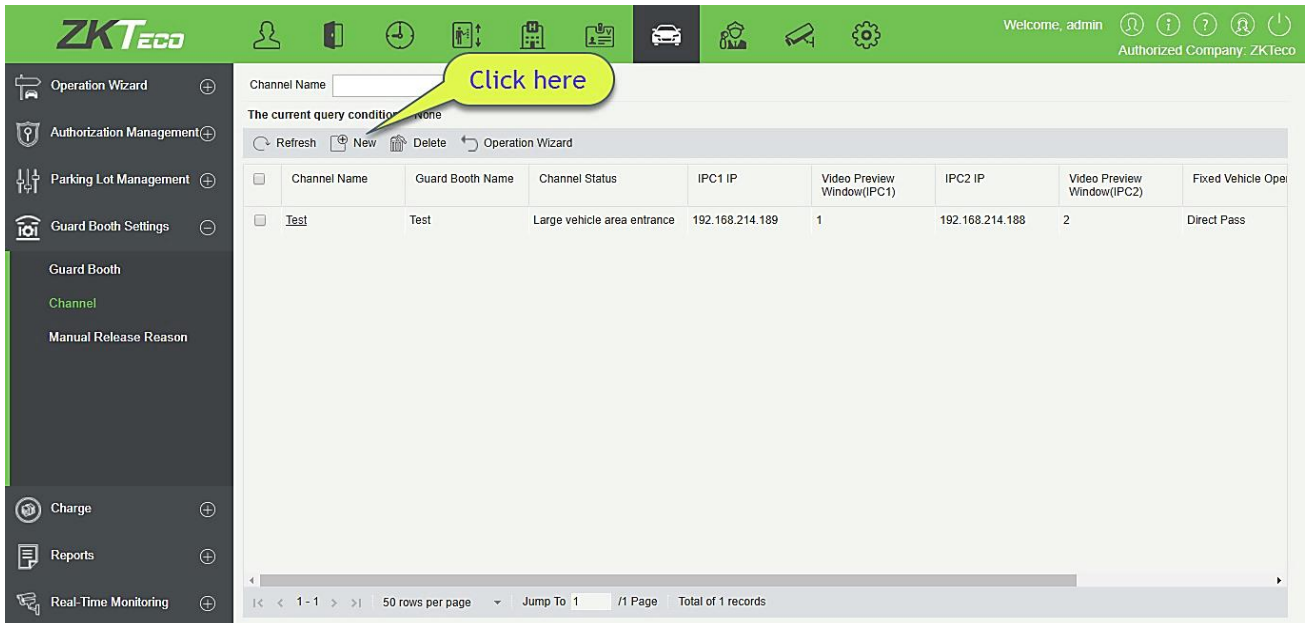 ZKTeco
Welcome, admin
Authorized Company: ZKTeco
Operation Wizard
Authorization Management
Parking Lot Management
Guard Booth Settings
Guard Booth
Channel
Manual Release Reason
Charge
Reports
Real-Time Monitoring
Channel Name
Click here
The current query condition None
Refresh New Delete Operation Wizard
Channel Name Guard Booth Name Channel Status IPC1 IP Video Preview Window(IPC1) IPC2 IP Video Preview Window(IPC2) Fixed Vehicle Oper
Test Test Large vehicle area entrance 192.168.214.189 1 192.168.214.188 2 Direct Pass
|< < 1-1 > >| 50 rows per page Jump To 1 /1 Page Total of 1 records